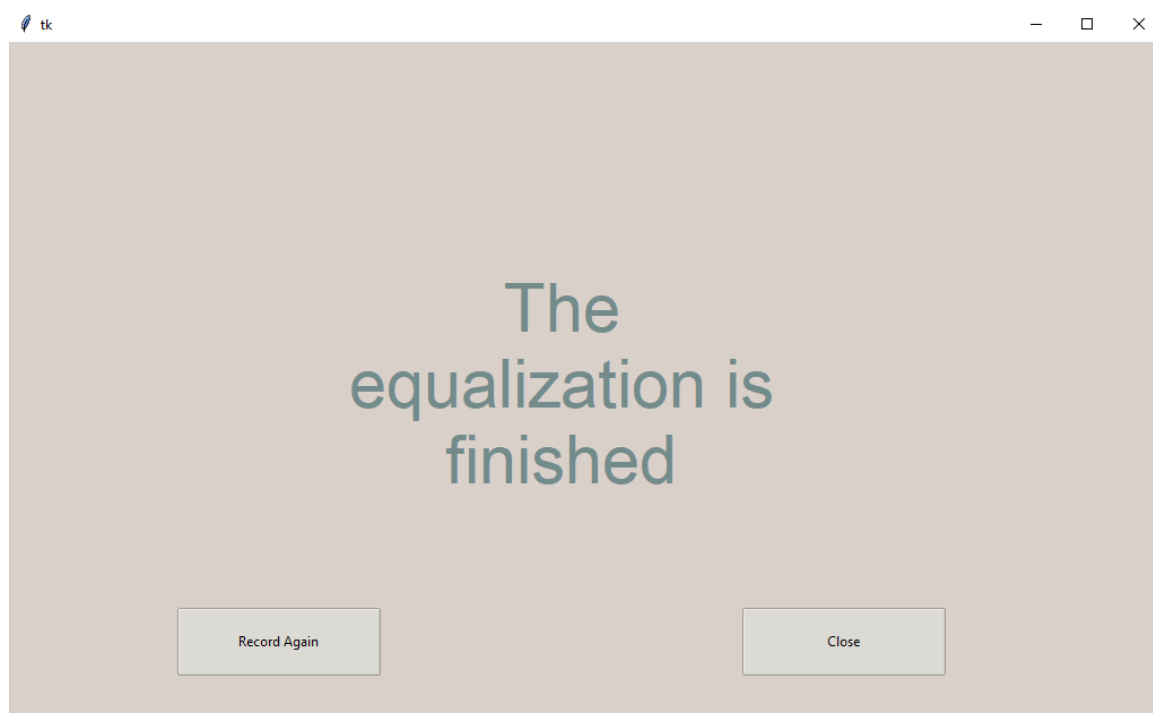 tk
The
equalization is
finished
Record Again
Close